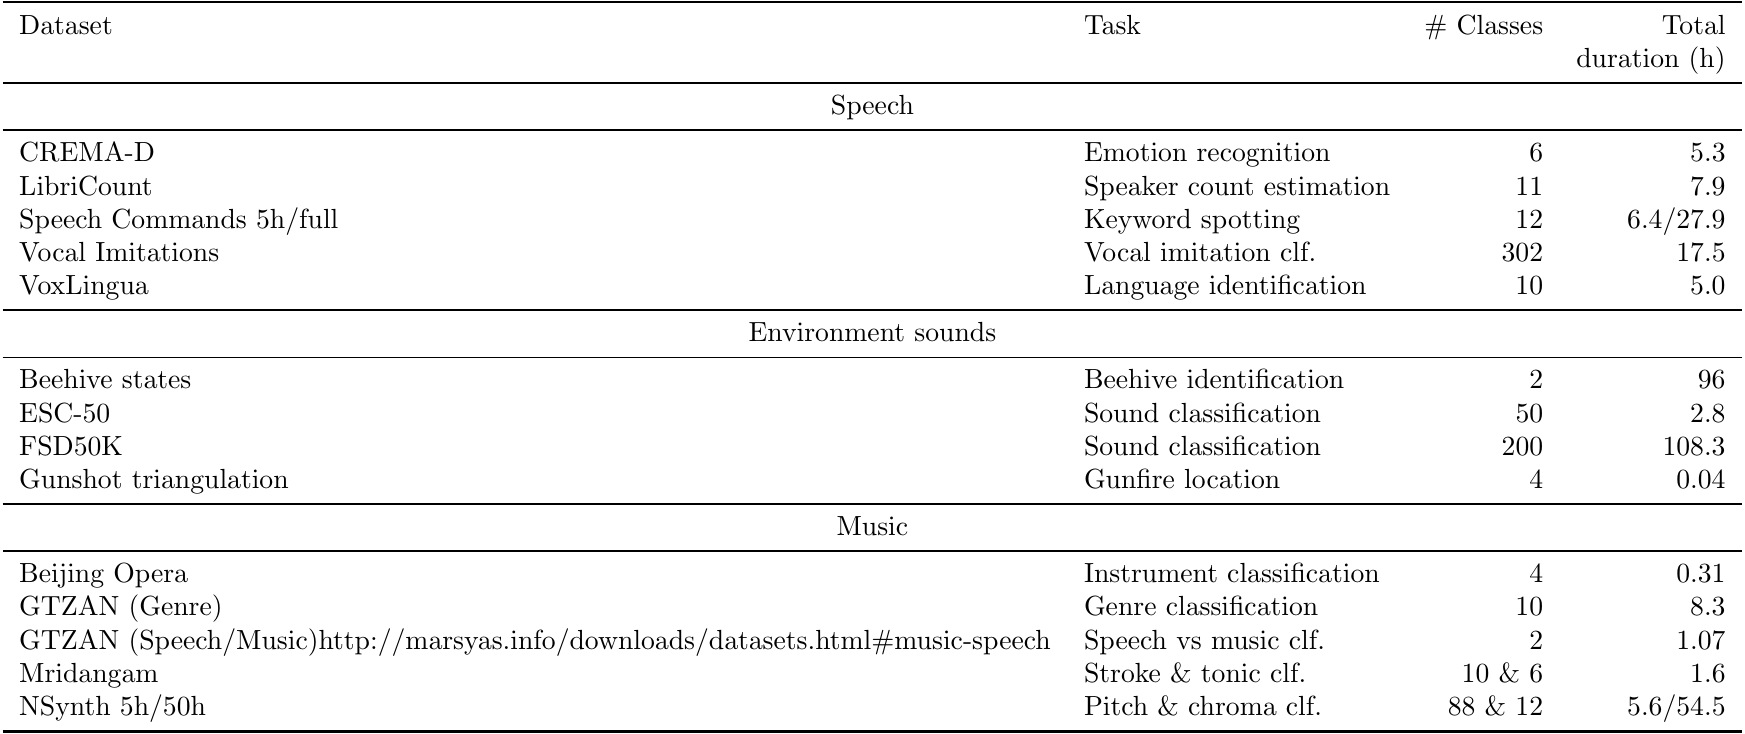 Dataset Task # Classes Total
duration (h)
Speech
CREMA-D Emotion recognition 6 5.3
LibriCount Speaker count estimation 11 7.9
Speech Commands 5h/full Keyword spotting 12 6.4/27.9
Vocal Imitations Vocal imitation clf. 302 17.5
VoxLingua Language identification 10 5.0
Environment sounds
Beehive states Beehive identification 2 96
ESC-50 Sound classification 50 2.8
FSD50K Sound classification 200 108.3
Gunshot triangulation Gunfire location 4 0.04
Music
Beijing Opera Instrument classification 4 0.31
GTZAN (Genre) Genre classification 10 8.3
GTZAN (Speech/Music)http://marsyas.info/downloads/datasets.html#music-speech Speech vs music clf. 2 1.07
Mridangam Stroke & tonic clf. 10 & 6 1.6
NSynth 5h/50h Pitch & chroma clf. 88 & 12 5.6/54.5